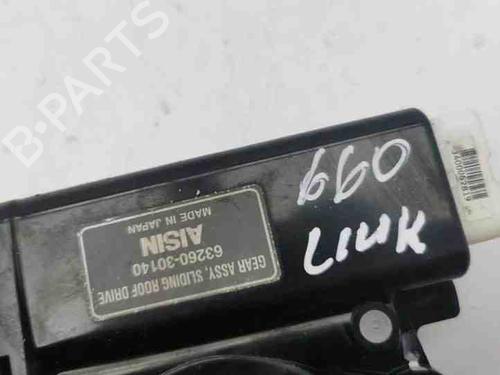 GEAR ASSY, SLIDING ROOF DRIVE
63260-30140
AISIN
MADE IN JAPAN
660
LINK
B-PARTS